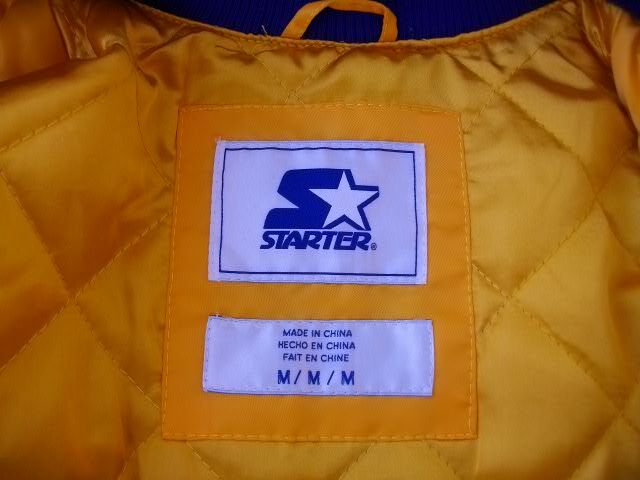 STARTER®
MADE IN CHINA
HECHO EN CHINA
FAIT EN CHINE
M / M / M